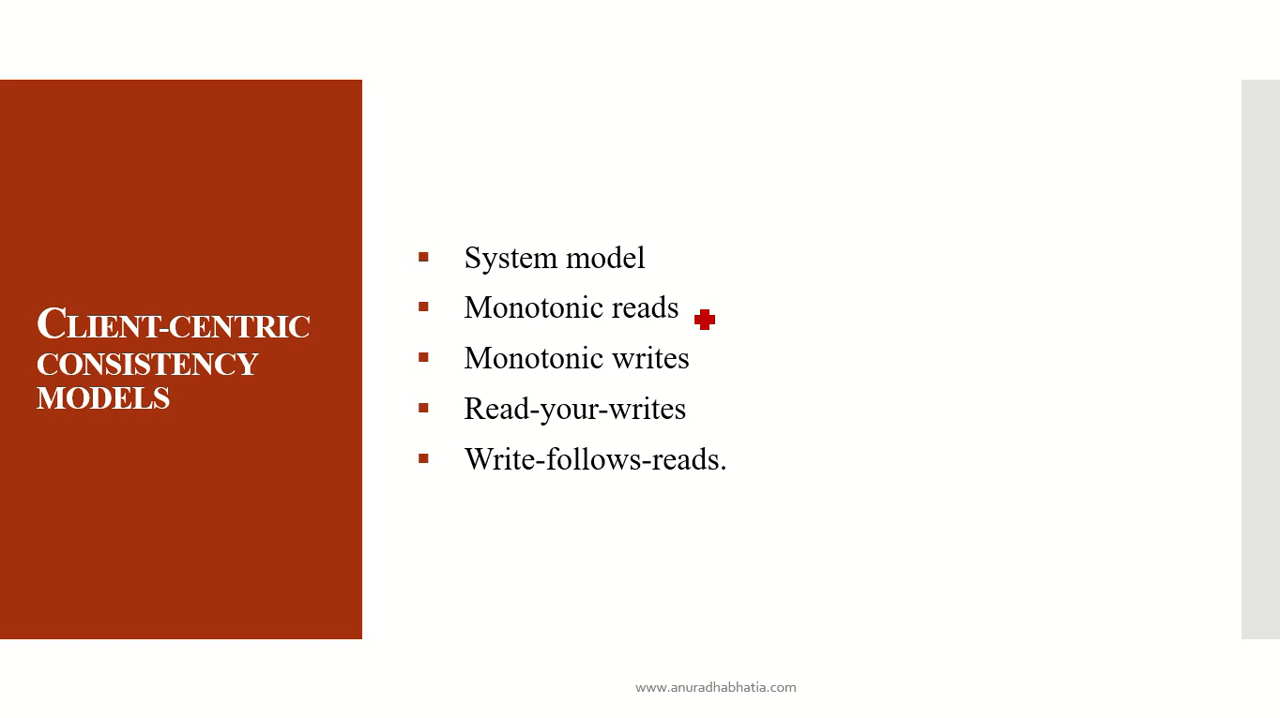 CLIENT-CENTRIC
CONSISTENCY
MODELS
System model
Monotonic reads
Monotonic writes
Read-your-writes
Write-follows-reads.
www.anuradhabhatia.com